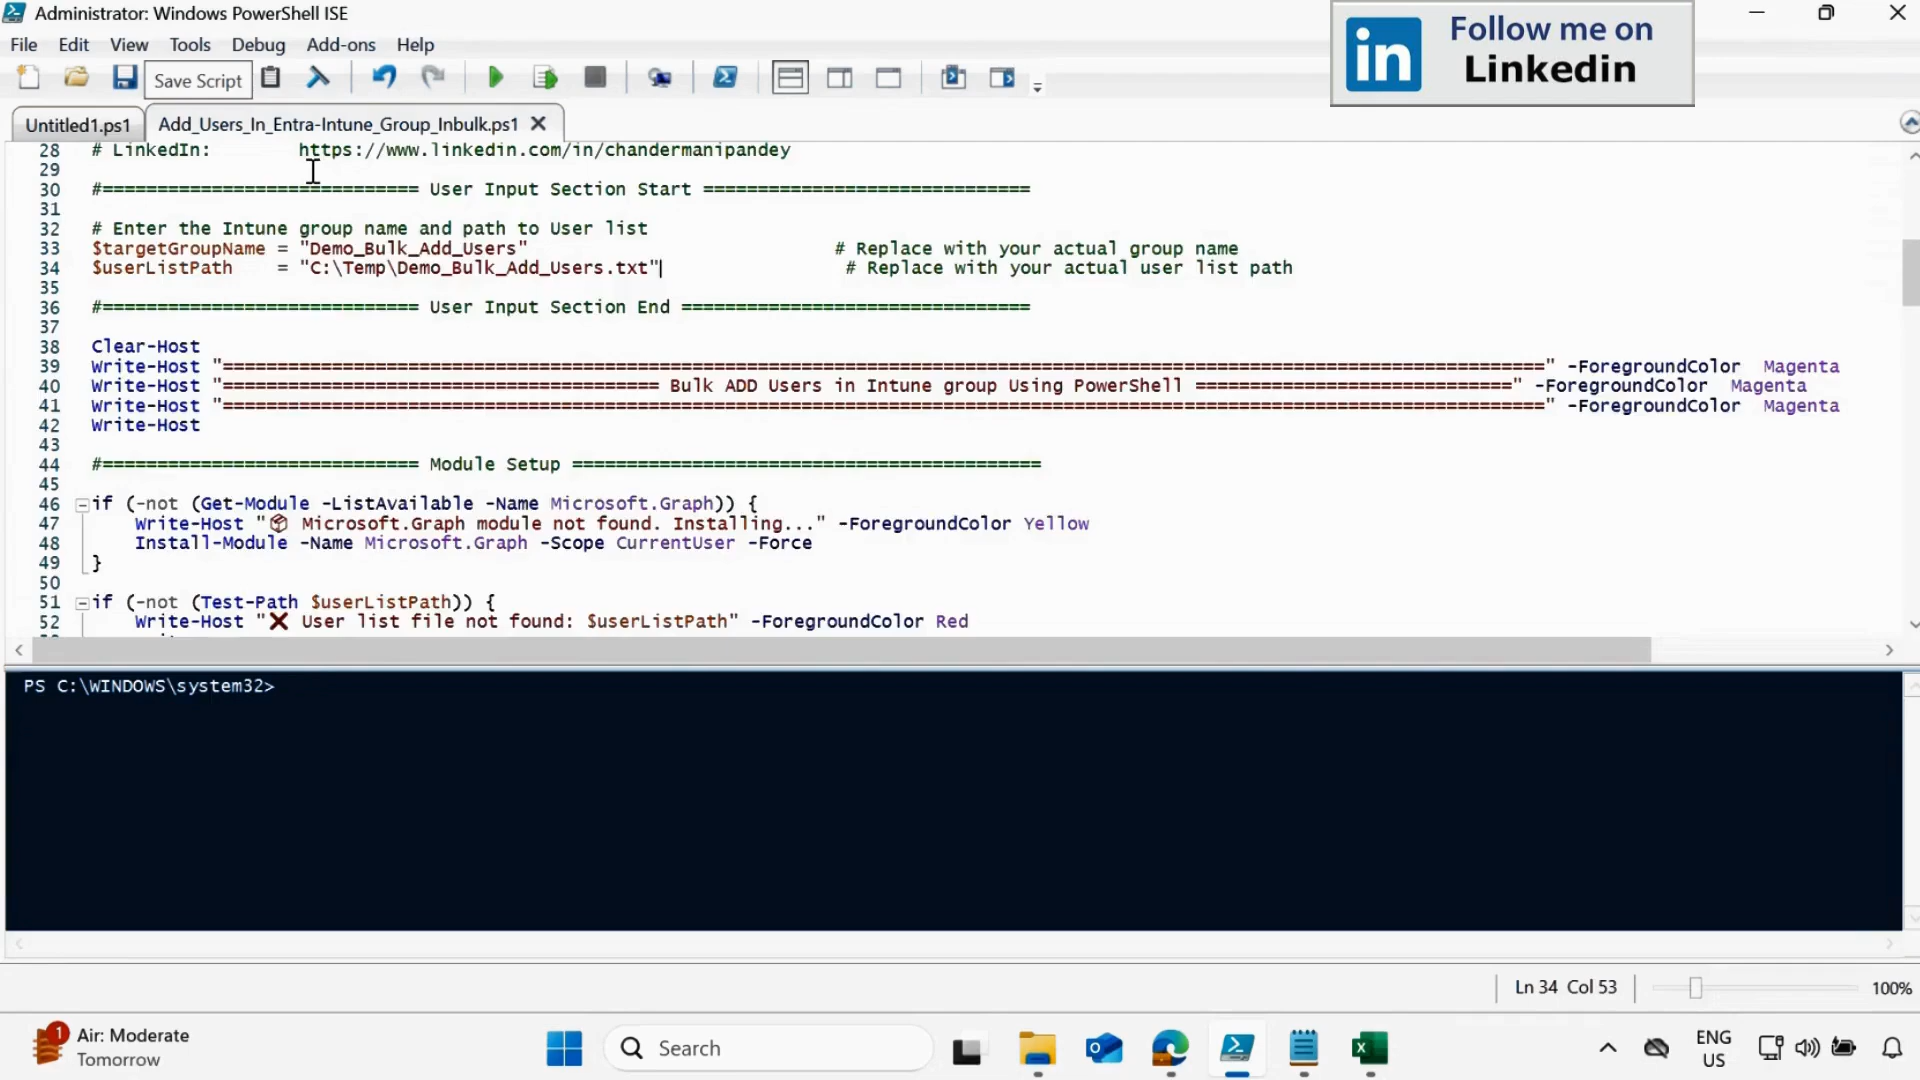 Administrator: Windows PowerShell ISE
Follow me on
Linkedin
in
File Edit View Tools Debug Add-ons Help
Save Script
Untitled1.ps1 Add_Users_In_Entra-Intune_Group_Inbulk.ps1
28 # LinkedIn: https://www.linkedin.com/in/chandermanipandey
29
30 #============================= User Input Section Start ==============================
31
32 # Enter the Intune group name and path to User list
33 $targetGroupName = "Demo_Bulk_Add_Users" # Replace with your actual group name
34 $userListPath = "C:\Temp\Demo_Bulk_Add_Users.txt" # Replace with your actual user list path
35
36 #============================= User Input Section End ================================
37
38 Clear-Host
39 Write-Host "=========================================================================================================================" -ForegroundColor Magenta
40 Write-Host "======================================== Bulk ADD Users in Intune group Using PowerShell =============================" -ForegroundColor Magenta
41 Write-Host "=========================================================================================================================" -ForegroundColor Magenta
42 Write-Host
43
44 #============================= Module Setup ===========================================
45
46 if (-not (Get-Module -ListAvailable -Name Microsoft.Graph)) {
47 Write-Host "📦 Microsoft.Graph module not found. Installing..." -ForegroundColor Yellow
48 Install-Module -Name Microsoft.Graph -Scope CurrentUser -Force
49 }
50
51 if (-not (Test-Path $userListPath)) {
52 Write-Host "❌ User list file not found: $userListPath" -ForegroundColor Red
PS C:\WINDOWS\system32>
Ln 34 Col 53 100%
1
Air: Moderate
Tomorrow
Search
ENG
US